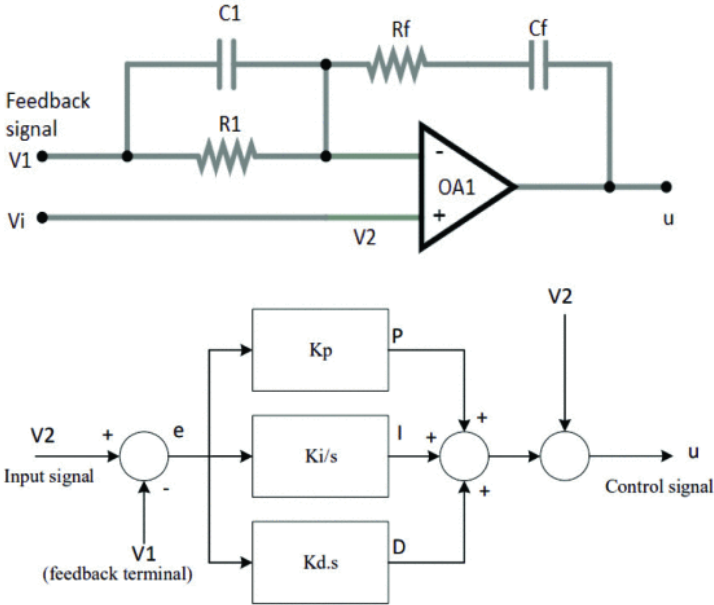 C1
Rf
Cf
Feedback
signal
R1
V1
-
OA1
Vi
+
V2
u
V2
Kp
P
+
V2
+
e
I
+
u
Ki/s
Input signal
-
+
Control signal
V1
D
(feedback terminal)
Kd.s